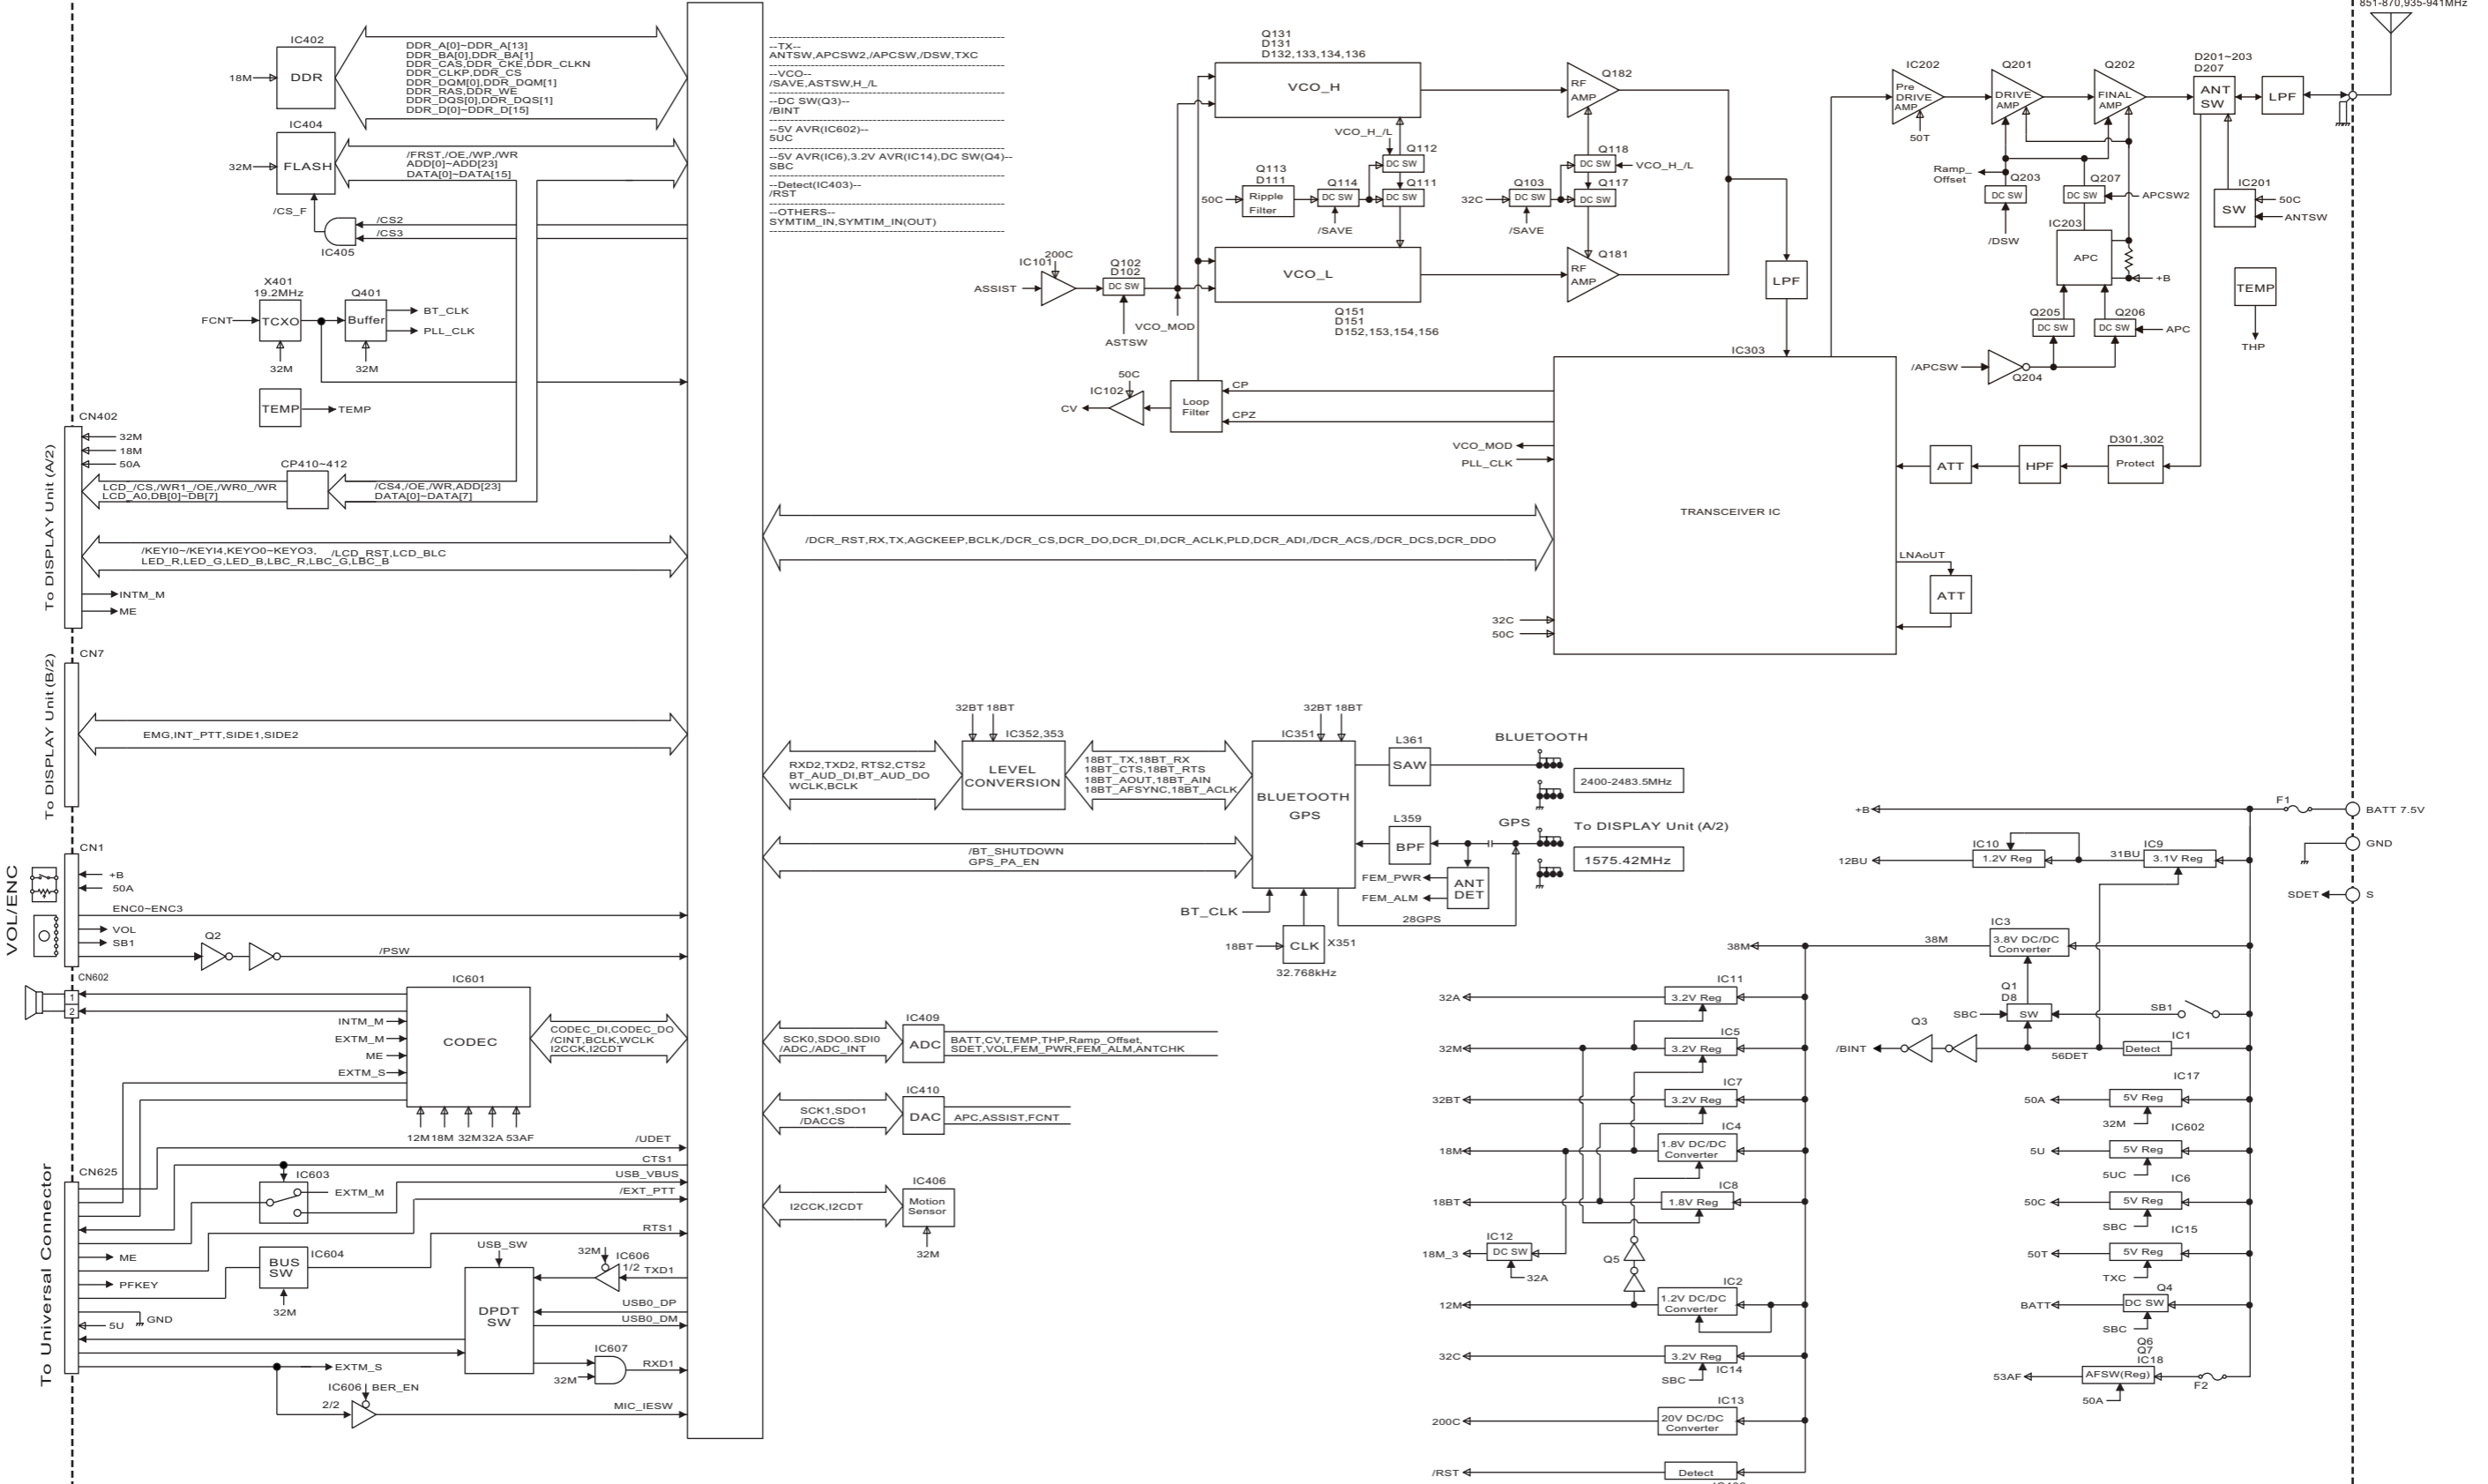 851-870,935-941MHz
IC402
DDR
18M
DDR_A[0]~DDR_A[13]
DDR_BA[0],DDR_BA[1]
DDR_CAS,DDR_CKE,DDR_CLKN
DDR_CLKP,DDR_CS
DDR_DQM[0],DDR_DQM[1]
DDR_RAS,DDR_WE
DDR_DQS[0],DDR_DQS[1]
DDR_D[0]~DDR_D[15]
IC404
FLASH
32M
/FRST,/OE,/WP,/WR
ADD[0]~ADD[23]
DATA[0]~DATA[15]
/CS_F
/CS2
/CS3
IC405
X401
19.2MHz
FCNT
TCXO
32M
Q401
Buffer
32M
BT_CLK
PLL_CLK
TEMP
TEMP
--TX--
ANTSW,APCSW2,/APCSW,/DSW,TXC
--VCO--
/SAVE,ASTSW,H_/L
--DC SW(Q3)--
/BINT
--5V AVR(IC602)--
5UC
--5V AVR(IC6),3.2V AVR(IC14),DC SW(Q4)--
SBC
--Detect(IC403)--
/RST
--OTHERS--
SYMTIM_IN,SYMTIM_IN(OUT)
Q131
D131
D132,133,134,136
VCO_H
Q182
RF
AMP
VCO_H_/L
Q112
DC SW
Q113
D111
50C
Ripple
Filter
Q114
DC SW
Q111
DC SW
/SAVE
Q118
DC SW
VCO_H_/L
32C
Q103
DC SW
Q117
DC SW
/SAVE
IC101
200C
ASSIST
Q102
D102
DC SW
ASTSW
VCO_MOD
VCO_L
Q151
D151
D152,153,154,156
Q181
RF
AMP
LPF
50C
IC102
CV
Loop
Filter
CP
CPZ
VCO_MOD
PLL_CLK
IC303
TRANSCEIVER IC
32C
50C
LNAoUT
ATT
ATT
HPF
D301,302
Protect
IC202
Pre
DRIVE
AMP
50T
Q201
DRIVE
AMP
Q202
FINAL
AMP
D201~203
D207
ANT
SW
LPF
Ramp_
Offset
Q203
DC SW
/DSW
Q207
DC SW
APCSW2
IC203
APC
+B
Q205
DC SW
Q206
DC SW
APC
/APCSW
Q204
IC201
SW
50C
ANTSW
TEMP
THP
To DISPLAY Unit (A/2)
CN402
32M
18M
50A
LCD_/CS,/WR1_/OE,/WR0_/WR
LCD_A0,DB[0]~DB[7]
CP410~412
/CS4,/OE,/WR,ADD[23]
DATA[0]~DATA[7]
/KEYI0~/KEYI4,KEYO0~KEYO3, /LCD_RST,LCD_BLC
LED_R,LED_G,LED_B,LBC_R,LBC_G,LBC_B
INTM_M
ME
/DCR_RST,RX,TX,AGCKEEP,BCLK,/DCR_CS,DCR_DO,DCR_DI,DCR_ACLK,PLD,DCR_ADI,/DCR_ACS,/DCR_DCS,DCR_DDO
To DISPLAY Unit (B/2)
CN7
EMG,INT_PTT,SIDE1,SIDE2
RXD2,TXD2, RTS2,CTS2
BT_AUD_DI,BT_AUD_DO
WCLK,BCLK
32BT 18BT
IC352,353
LEVEL
CONVERSION
18BT_TX,18BT_RX
18BT_CTS,18BT_RTS
18BT_AOUT,18BT_AIN
18BT_AFSYNC,18BT_ACLK
32BT 18BT
IC351
BLUETOOTH
GPS
/BT_SHUTDOWN
GPS_PA_EN
L361
SAW
BLUETOOTH
2400-2483.5MHz
L359
BPF
GPS
To DISPLAY Unit (A/2)
1575.42MHz
FEM_PWR
FEM_ALM
ANT
DET
28GPS
BT_CLK
18BT
CLK
X351
32.768kHz
VOL/ENC
CN1
+B
50A
ENC0~ENC3
VOL
SB1
Q2
/PSW
CN602
1
2
IC601
CODEC
INTM_M
EXTM_M
ME
EXTM_S
12M 18M 32M 32A 53AF
CODEC_DI,CODEC_DO
/CINT,BCLK,WCLK
I2CCK,I2CDT
SCK0,SDO0.SDI0
/ADC,/ADC_INT
IC409
ADC
BATT,CV,TEMP,THP,Ramp_Offset,
SDET,VOL,FEM_PWR,FEM_ALM,ANTCHK
SCK1,SDO1
/DACCS
IC410
DAC
APC,ASSIST,FCNT
I2CCK,I2CDT
IC406
Motion
Sensor
32M
To Universal Connector
CN625
/UDET
CTS1
IC603
EXTM_M
USB_VBUS
/EXT_PTT
RTS1
ME
PFKEY
GND
5U
IC604
BUS
SW
32M
USB_SW
DPDT
SW
32M
IC606
1/2
TXD1
USB0_DP
USB0_DM
IC607
32M
RXD1
EXTM_S
IC606
BER_EN
2/2
MIC_IESW
+B
F1
BATT 7.5V
GND
SDET
S
12BU
IC10
1.2V Reg
31BU
IC9
3.1V Reg
38M
38M
IC3
3.8V DC/DC
Converter
Q1
D8
SBC
SW
SB1
/BINT
Q3
56DET
IC1
Detect
32A
IC11
3.2V Reg
32M
IC5
3.2V Reg
32BT
IC7
3.2V Reg
18M
IC4
1.8V DC/DC
Converter
18BT
IC8
1.8V Reg
18M_3
IC12
DC SW
32A
Q5
12M
IC2
1.2V DC/DC
Converter
32C
3.2V Reg
IC14
SBC
200C
IC13
20V DC/DC
Converter
/RST
Detect
IC17
50A
5V Reg
32M
IC602
5U
5V Reg
5UC
IC6
50C
5V Reg
SBC
IC15
50T
5V Reg
TXC
Q4
BATT
DC SW
SBC
Q6
Q7
IC18
53AF
AFSW(Reg)
F2
50A